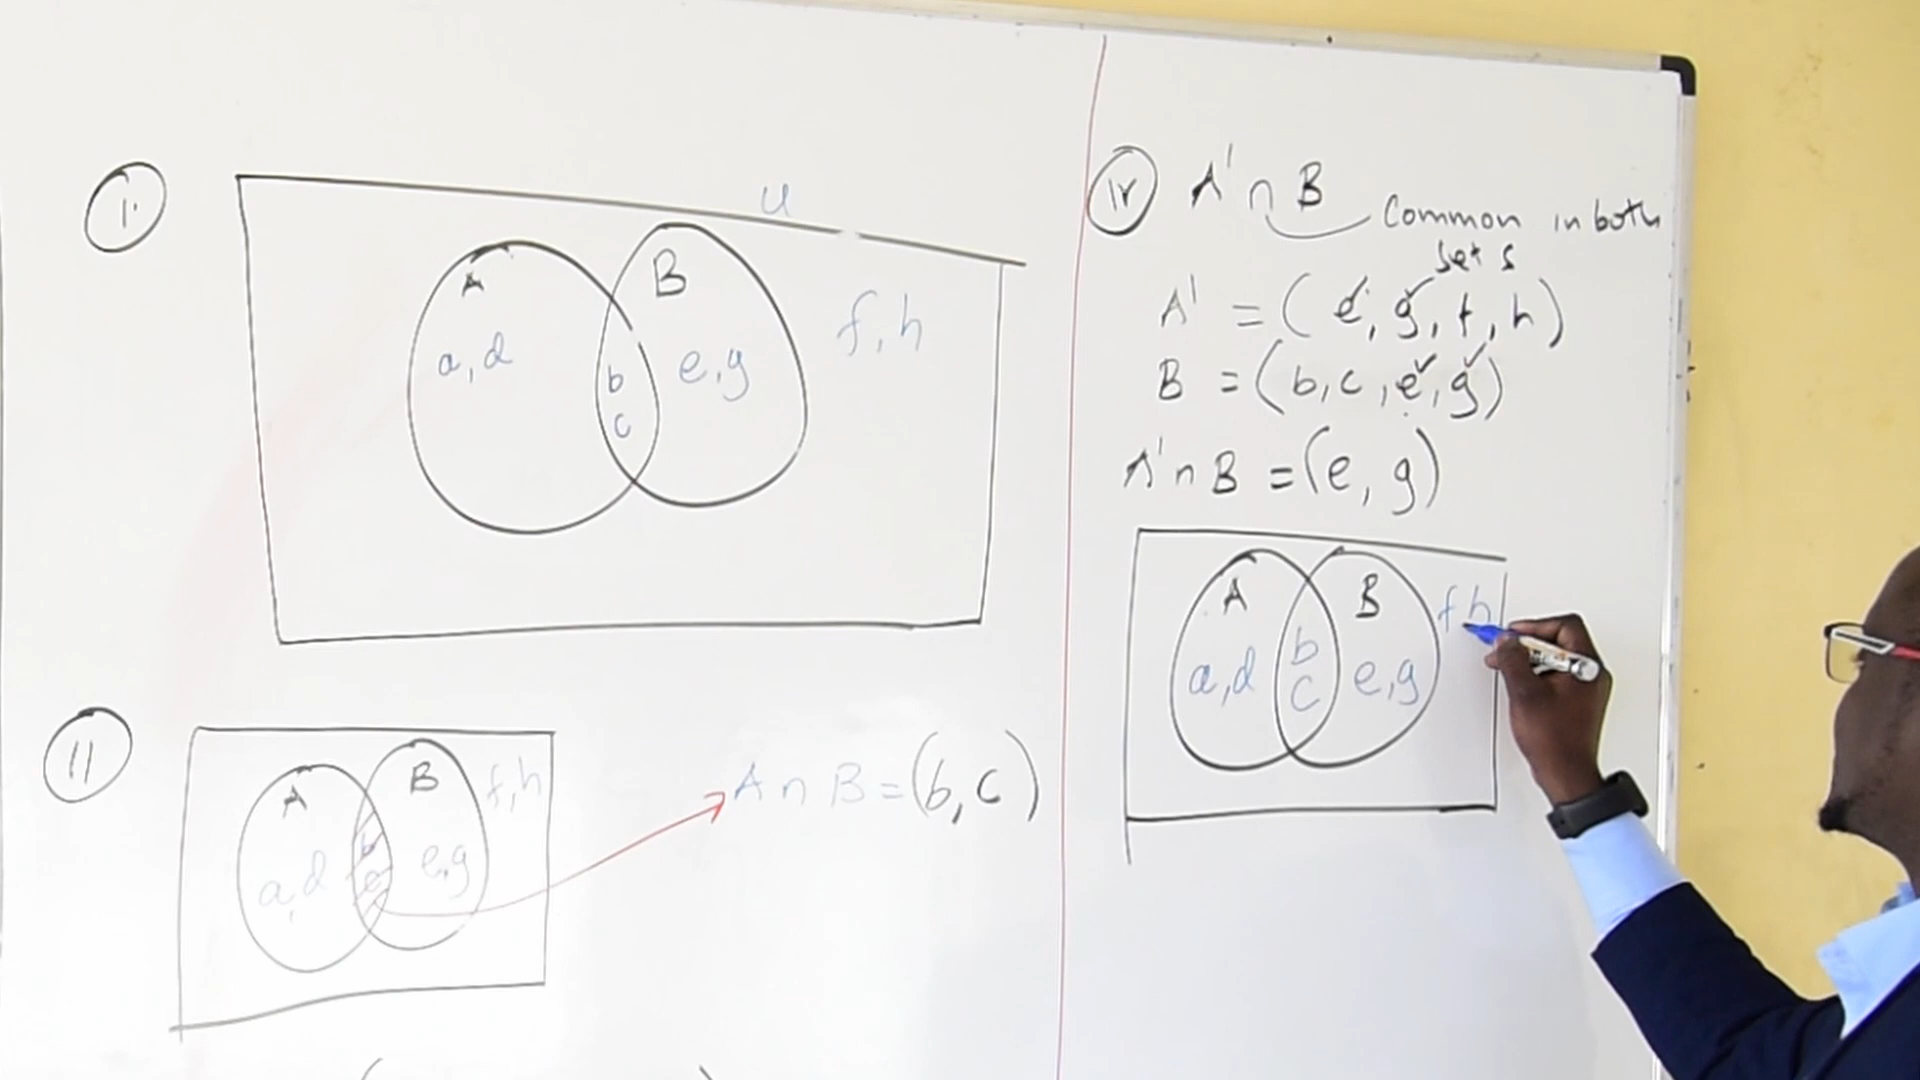 i.
U
A
B
a, d
b
c
e, g
f, h
ii
A
B
f, h
a, d
b
c
e, g
A ∩ B = (b, c)
iv
A' ∩ B
Common in both
sets
A' = ( e, g, f, h )
B = ( b, c, e, g )
A' ∩ B = (e, g)
A
B
f h
a, d
b
c
e, g